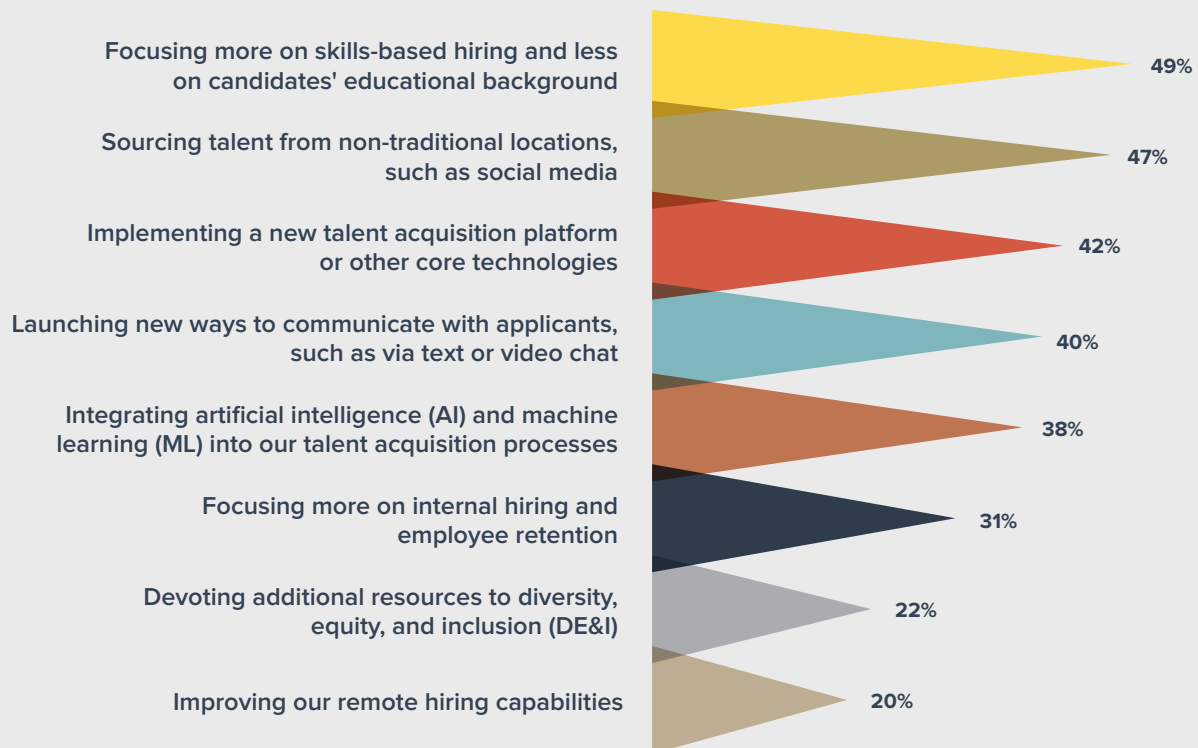 Focusing more on skills-based hiring and less
on candidates' educational background
49%
Sourcing talent from non-traditional locations,
such as social media
47%
Implementing a new talent acquisition platform
or other core technologies
42%
Launching new ways to communicate with applicants,
such as via text or video chat
40%
Integrating artificial intelligence (AI) and machine
learning (ML) into our talent acquisition processes
38%
Focusing more on internal hiring and
employee retention
31%
Devoting additional resources to diversity,
equity, and inclusion (DE&I)
22%
Improving our remote hiring capabilities
20%